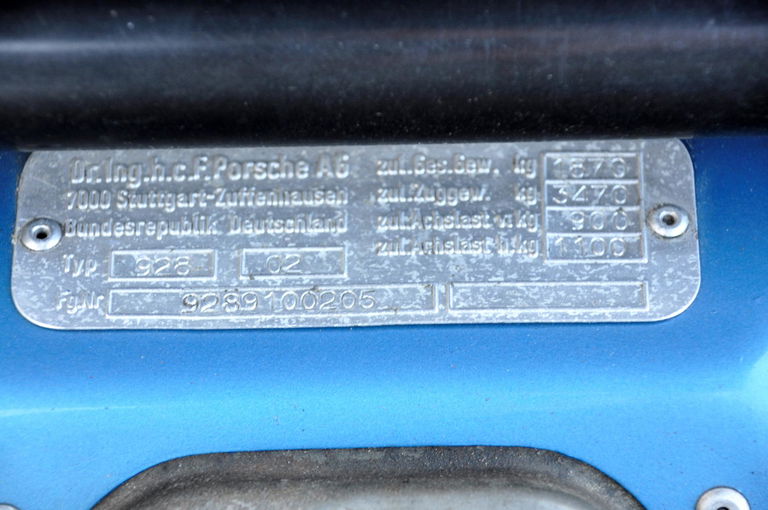 Dr.Ing.h.c.F.Porsche AG
7000 Stuttgart-Zuffenhausen
Bundesrepublik Deutschland
Typ 928 02
Fg.Nr 9289100205
zul.Ges.Gew. kg 1870
zul.Zuggew. kg 3470
zul.Achslast v.kg 900
zul.Achslast h.kg 1100